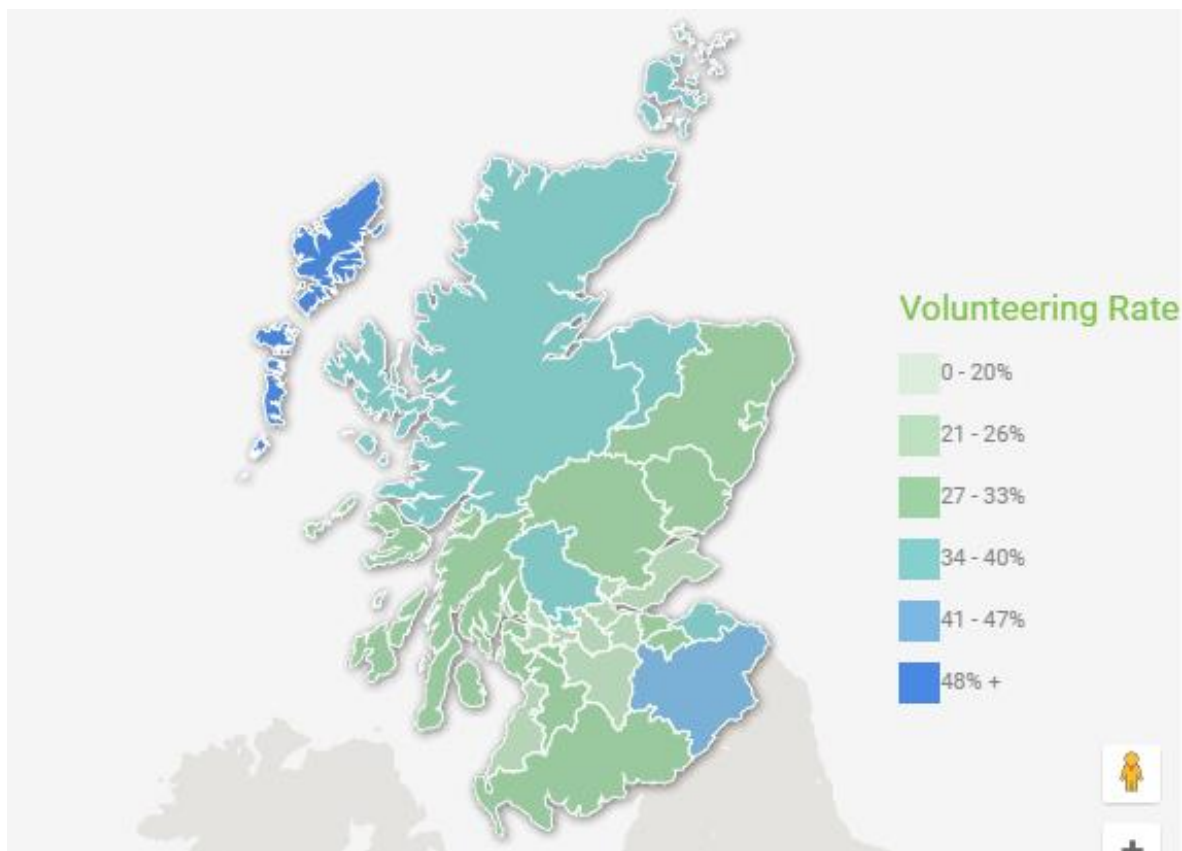 Volunteering Rate
0 - 20%
21 - 26%
27 - 33%
34 - 40%
41 - 47%
48% +
+